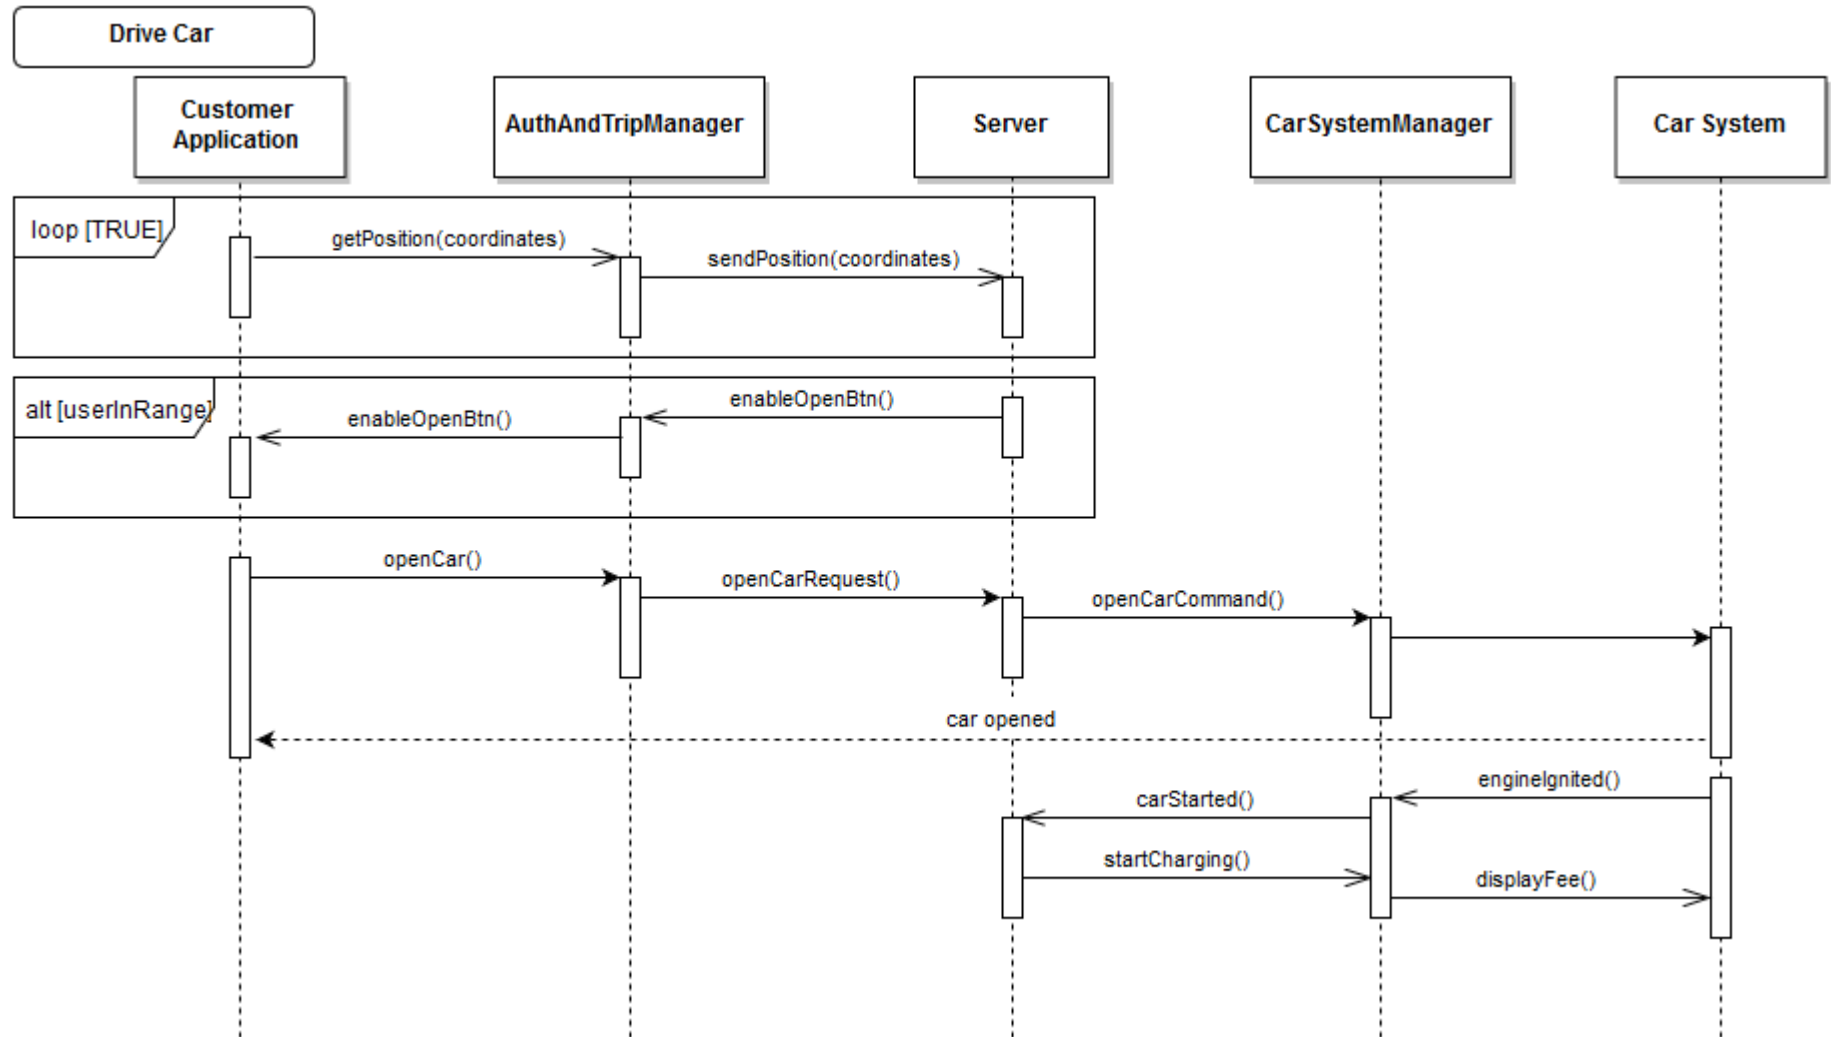 Drive Car
Customer
Application
AuthAndTripManager
Server
CarSystemManager
Car System
loop [TRUE]
getPosition(coordinates)
sendPosition(coordinates)
alt [userInRange]
enableOpenBtn()
enableOpenBtn()
openCar()
openCarRequest()
openCarCommand()
car opened
engineIgnited()
carStarted()
startCharging()
displayFee()